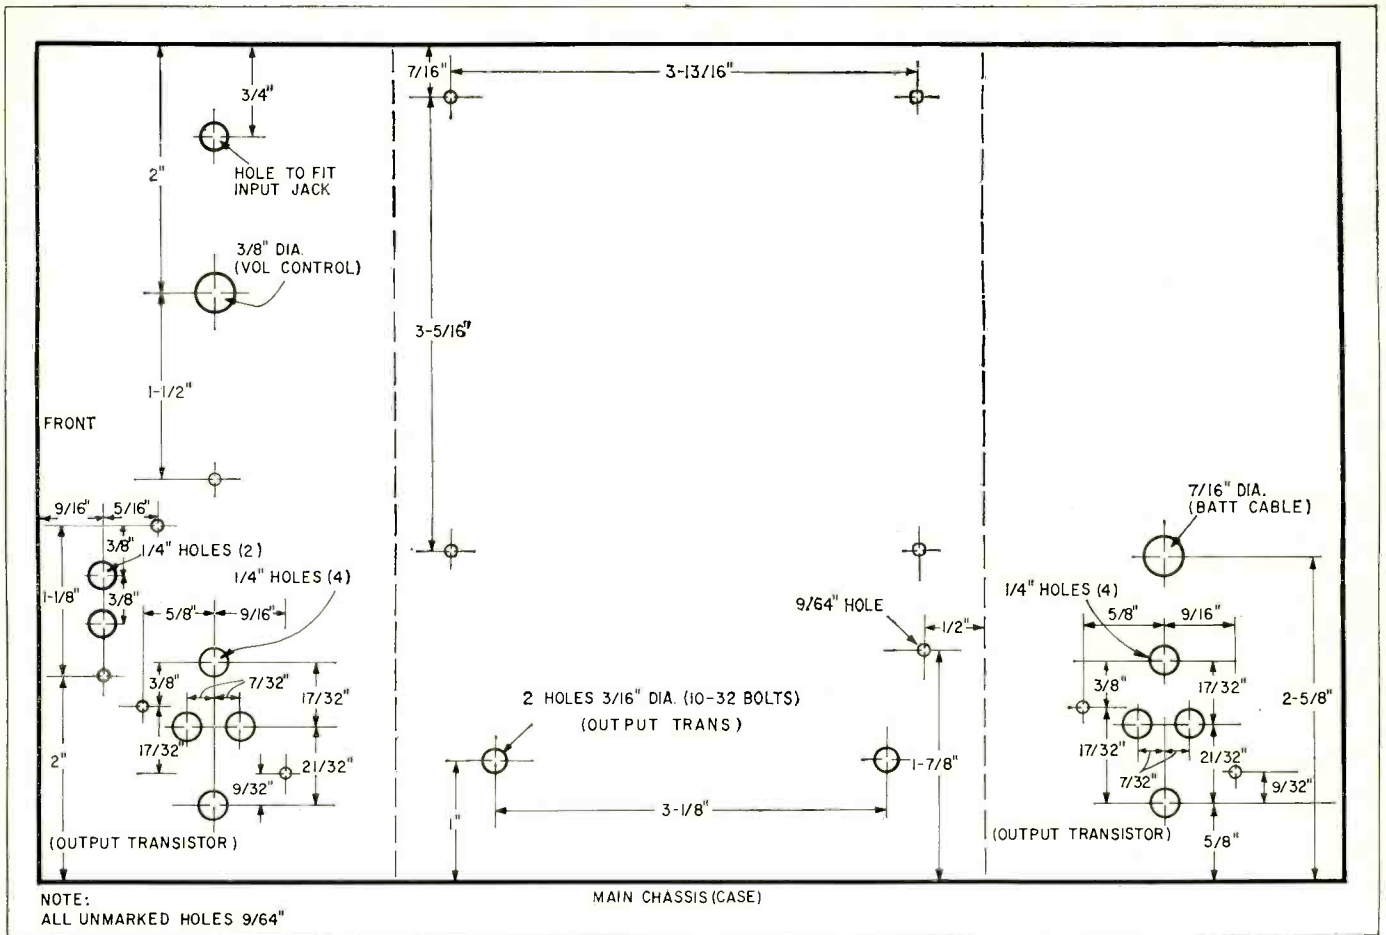 7/16"
3-13/16"
3/4"
2"
HOLE TO FIT
INPUT JACK
3/8" DIA.
(VOL CONTROL)
3-5/16"
1-1/2"
FRONT
9/16"
5/16"
3/8"
1/4" HOLES (2)
1/4" HOLES (4)
1-1/8"
3/8"
5/8"
9/16"
3/8"
7/32"
17/32"
17/32"
21/32"
2"
9/32"
(OUTPUT TRANSISTOR)
9/64" HOLE
1/2"
2 HOLES 3/16" DIA. (10-32 BOLTS)
(OUTPUT TRANS)
1-7/8"
3-1/8"
1"
7/16" DIA.
(BATT CABLE)
1/4" HOLES (4)
5/8"
9/16"
3/8"
17/32"
2-5/8"
17/32"
21/32"
7/32"
9/32"
(OUTPUT TRANSISTOR)
5/8"
NOTE:
ALL UNMARKED HOLES 9/64"
MAIN CHASSIS (CASE)